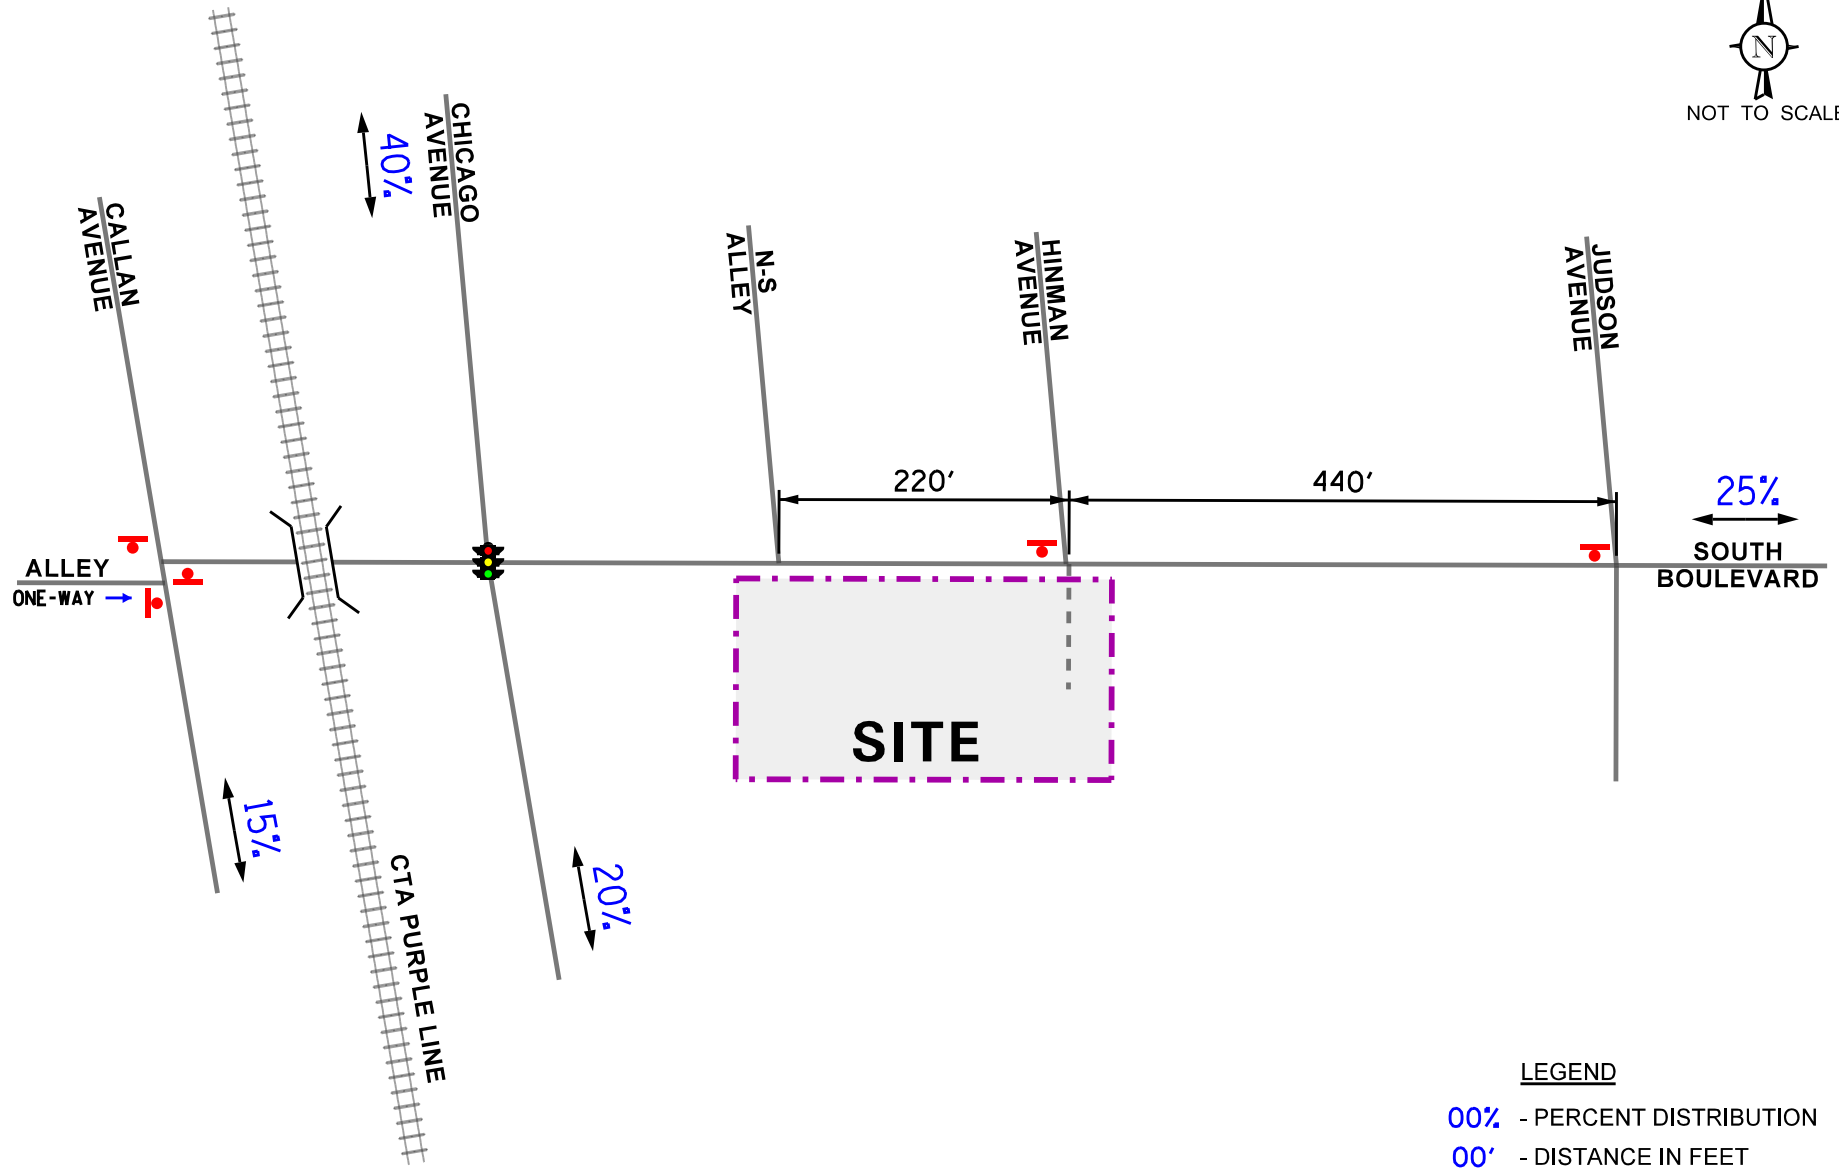 N
NOT TO SCALE
CHICAGO
AVENUE
40%
CALLAN
AVENUE
N-S
ALLEY
HINMAN
AVENUE
JUDSON
AVENUE
220'
440'
25%
SOUTH
BOULEVARD
ALLEY
ONE-WAY
SITE
15%
20%
CTA PURPLE LINE
LEGEND
00% - PERCENT DISTRIBUTION
00' - DISTANCE IN FEET